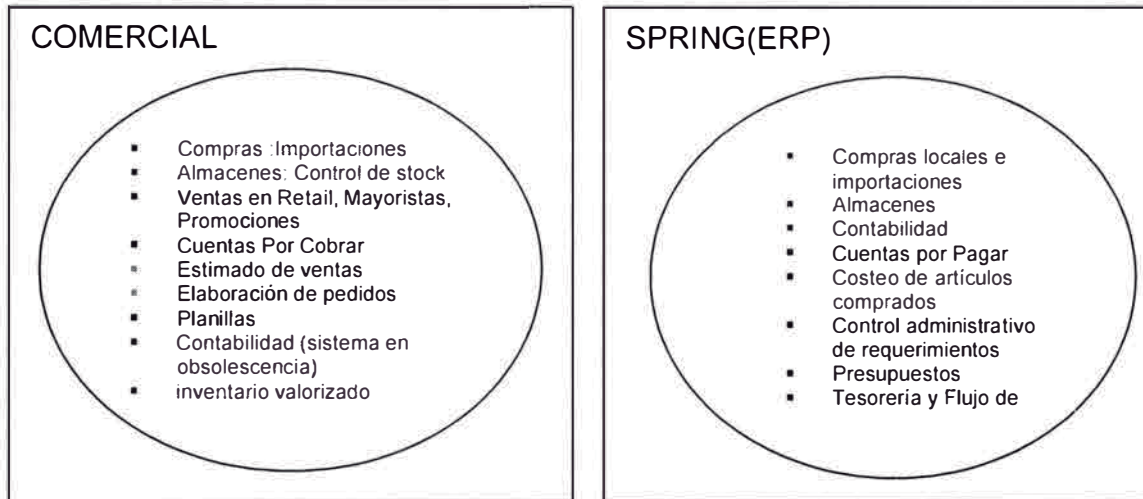 COMERCIAL
Compras :Importaciones
Almacenes: Control de stock
Ventas en Retail, Mayoristas,
Promociones
Cuentas Por Cobrar
Estimado de ventas
Elaboración de pedidos
Planillas
Contabilidad (sistema en
obsolescencia)
inventario valorizado
SPRING(ERP)
Compras locales e
importaciones
Almacenes
Contabilidad
Cuentas por Pagar
Costeo de artículos
comprados
Control administrativo
de requerimientos
Presupuestos
Tesorería y Flujo de